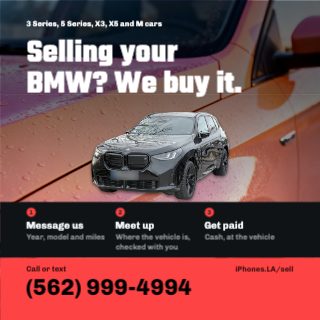 3 Series, 5 Series, X3, X5 and M cars
Selling your
BMW? We buy it.
1 2 3
Message us Meet up Get paid
Year, model and miles Where the vehicle is, Cash, at the vehicle
checked with you
Call or text iPhones.LA/sell
(562) 999-4994